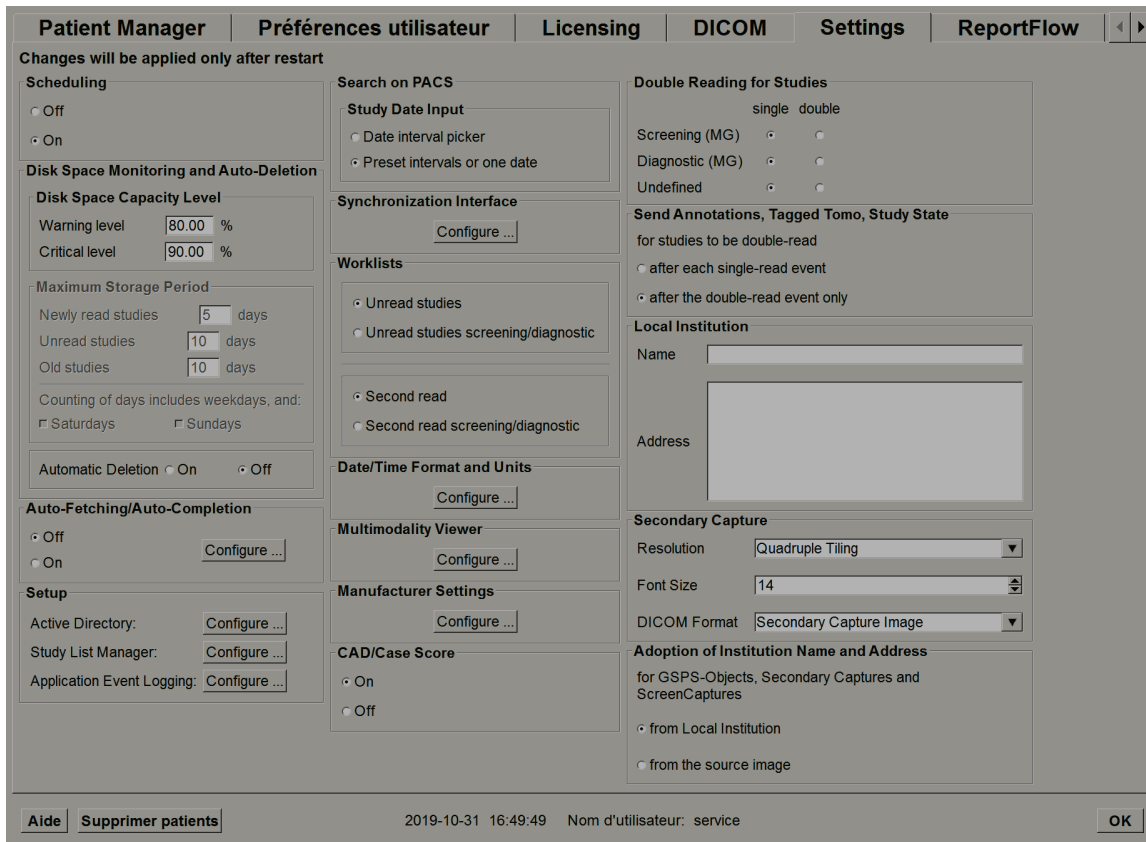 Patient Manager
Préférences utilisateur
Licensing
DICOM
Settings
ReportFlow
Changes will be applied only after restart
Scheduling
Off
On
Disk Space Monitoring and Auto-Deletion
Disk Space Capacity Level
Warning level 80.00 %
Critical level 90.00 %
Maximum Storage Period
Newly read studies 5 days
Unread studies 10 days
Old studies 10 days
Counting of days includes weekdays, and:
Saturdays Sundays
Automatic Deletion On Off
Auto-Fetching/Auto-Completion
Off
Configure ...
On
Setup
Active Directory: Configure ...
Study List Manager: Configure ...
Application Event Logging: Configure ...
Search on PACS
Study Date Input
Date interval picker
Preset intervals or one date
Synchronization Interface
Configure ...
Worklists
Unread studies
Unread studies screening/diagnostic
Second read
Second read screening/diagnostic
Date/Time Format and Units
Configure ...
Multimodality Viewer
Configure ...
Manufacturer Settings
Configure ...
CAD/Case Score
On
Off
Double Reading for Studies
single double
Screening (MG)
Diagnostic (MG)
Undefined
Send Annotations, Tagged Tomo, Study State
for studies to be double-read
after each single-read event
after the double-read event only
Local Institution
Name
Address
Secondary Capture
Resolution Quadruple Tiling
Font Size 14
DICOM Format Secondary Capture Image
Adoption of Institution Name and Address
for GSPS-Objects, Secondary Captures and
ScreenCaptures
from Local Institution
from the source image
Aide
Supprimer patients
2019-10-31 16:49:49 Nom d'utilisateur: service
OK